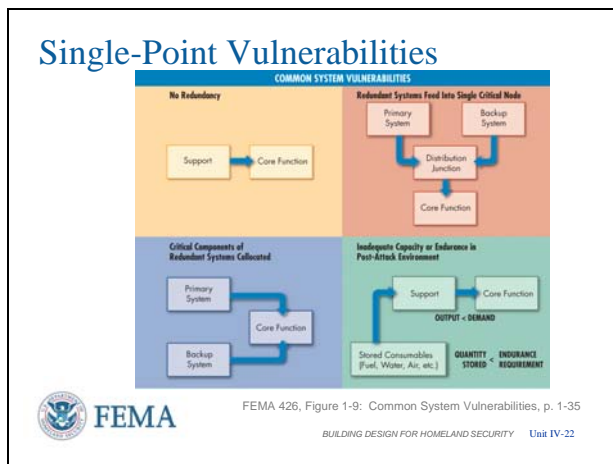 Single-Point Vulnerabilities
COMMON SYSTEM VULNERABILITIES
No Redundancy
Support
Core Function
Redundant Systems Feed Into Single Critical Node
Primary
System
Backup
System
Distribution
Junction
Core Function
Critical Components of
Redundant Systems Collocated
Primary
System
Core Function
Backup
System
Inadequate Capacity or Endurance in
Post-Attack Environment
Support
Core Function
OUTPUT < DEMAND
Stored Consumables
(Fuel, Water, Air, etc.)
QUANTITY < ENDURANCE
STORED REQUIREMENT
FEMA
FEMA 426, Figure 1-9: Common System Vulnerabilities, p. 1-35
BUILDING DESIGN FOR HOMELAND SECURITY Unit IV-22